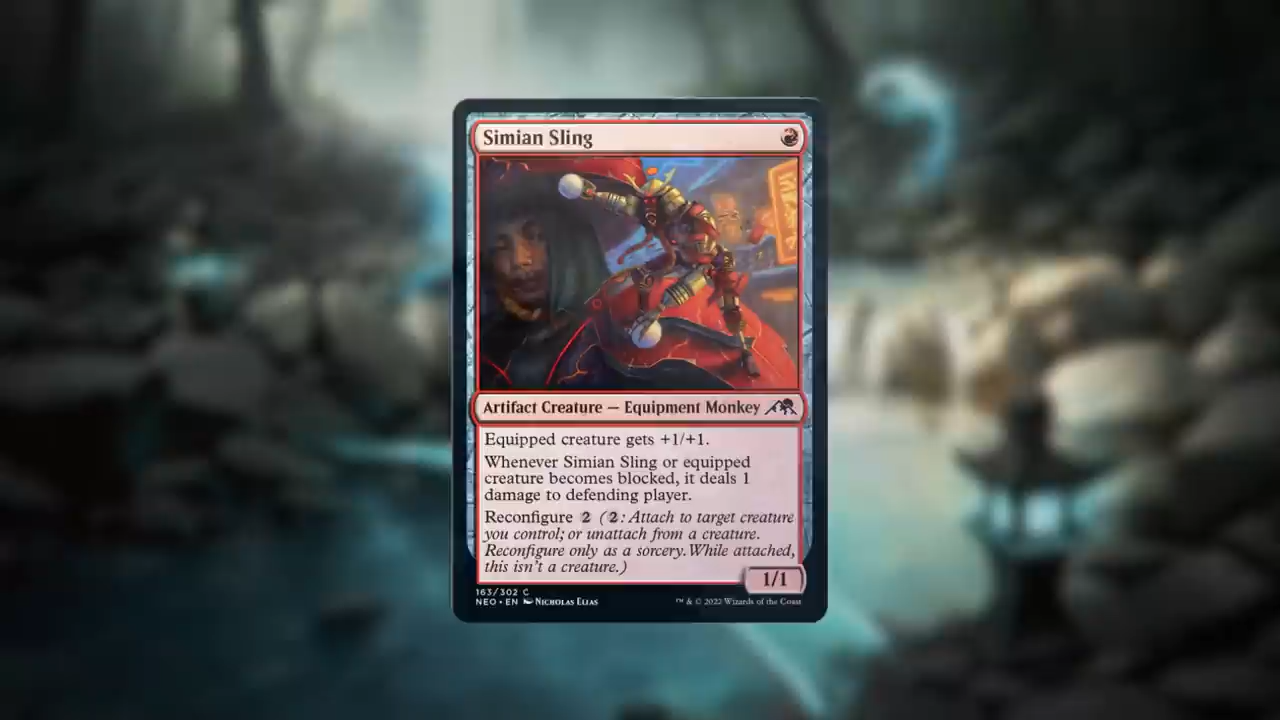 Simian Sling
Artifact Creature — Equipment Monkey
Equipped creature gets +1/+1.
Whenever Simian Sling or equipped
creature becomes blocked, it deals 1
damage to defending player.
Reconfigure 2 (2: Attach to target creature
you control; or unattach from a creature.
Reconfigure only as a sorcery. While attached,
this isn't a creature.)
1/1
163/302 C
NEO • EN Nicholas Elias
™ & © 2022 Wizards of the Coast